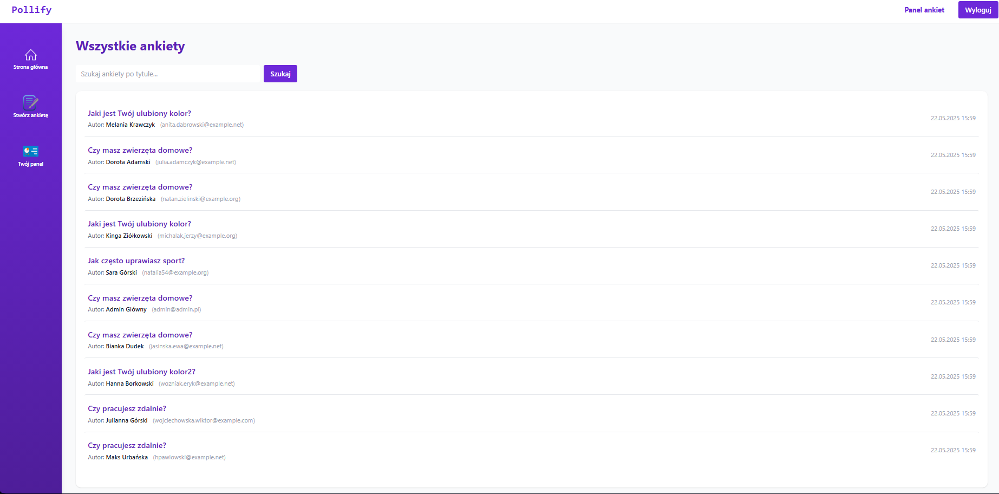 Pollify
Panel ankiet
Wyloguj
Strona główna
Stwórz ankietę
Twój panel
Wszystkie ankiety
Szukaj ankiety po tytule...
Szukaj
Jaki jest Twój ulubiony kolor?
Autor: Melania Krawczyk (anita.dabrowski@example.net)
22.05.2025 15:59
Czy masz zwierzęta domowe?
Autor: Dorota Adamski (julia.adamczyk@example.net)
22.05.2025 15:59
Czy masz zwierzęta domowe?
Autor: Dorota Brzezińska (natan.zielinski@example.org)
22.05.2025 15:59
Jaki jest Twój ulubiony kolor?
Autor: Kinga Ziółkowski (michalak.jerzy@example.org)
22.05.2025 15:59
Jak często uprawiasz sport?
Autor: Sara Górski (natalia54@example.org)
22.05.2025 15:59
Czy masz zwierzęta domowe?
Autor: Admin Główny (admin@admin.pl)
22.05.2025 15:59
Czy masz zwierzęta domowe?
Autor: Bianka Dudek (jasinska.ewa@example.net)
22.05.2025 15:59
Jaki jest Twój ulubiony kolor2?
Autor: Hanna Borkowski (wozniak.eryk@example.net)
22.05.2025 15:59
Czy pracujesz zdalnie?
Autor: Julianna Górski (wojciechowska.wiktor@example.com)
22.05.2025 15:59
Czy pracujesz zdalnie?
Autor: Maks Urbańska (hpawlowski@example.net)
22.05.2025 15:59